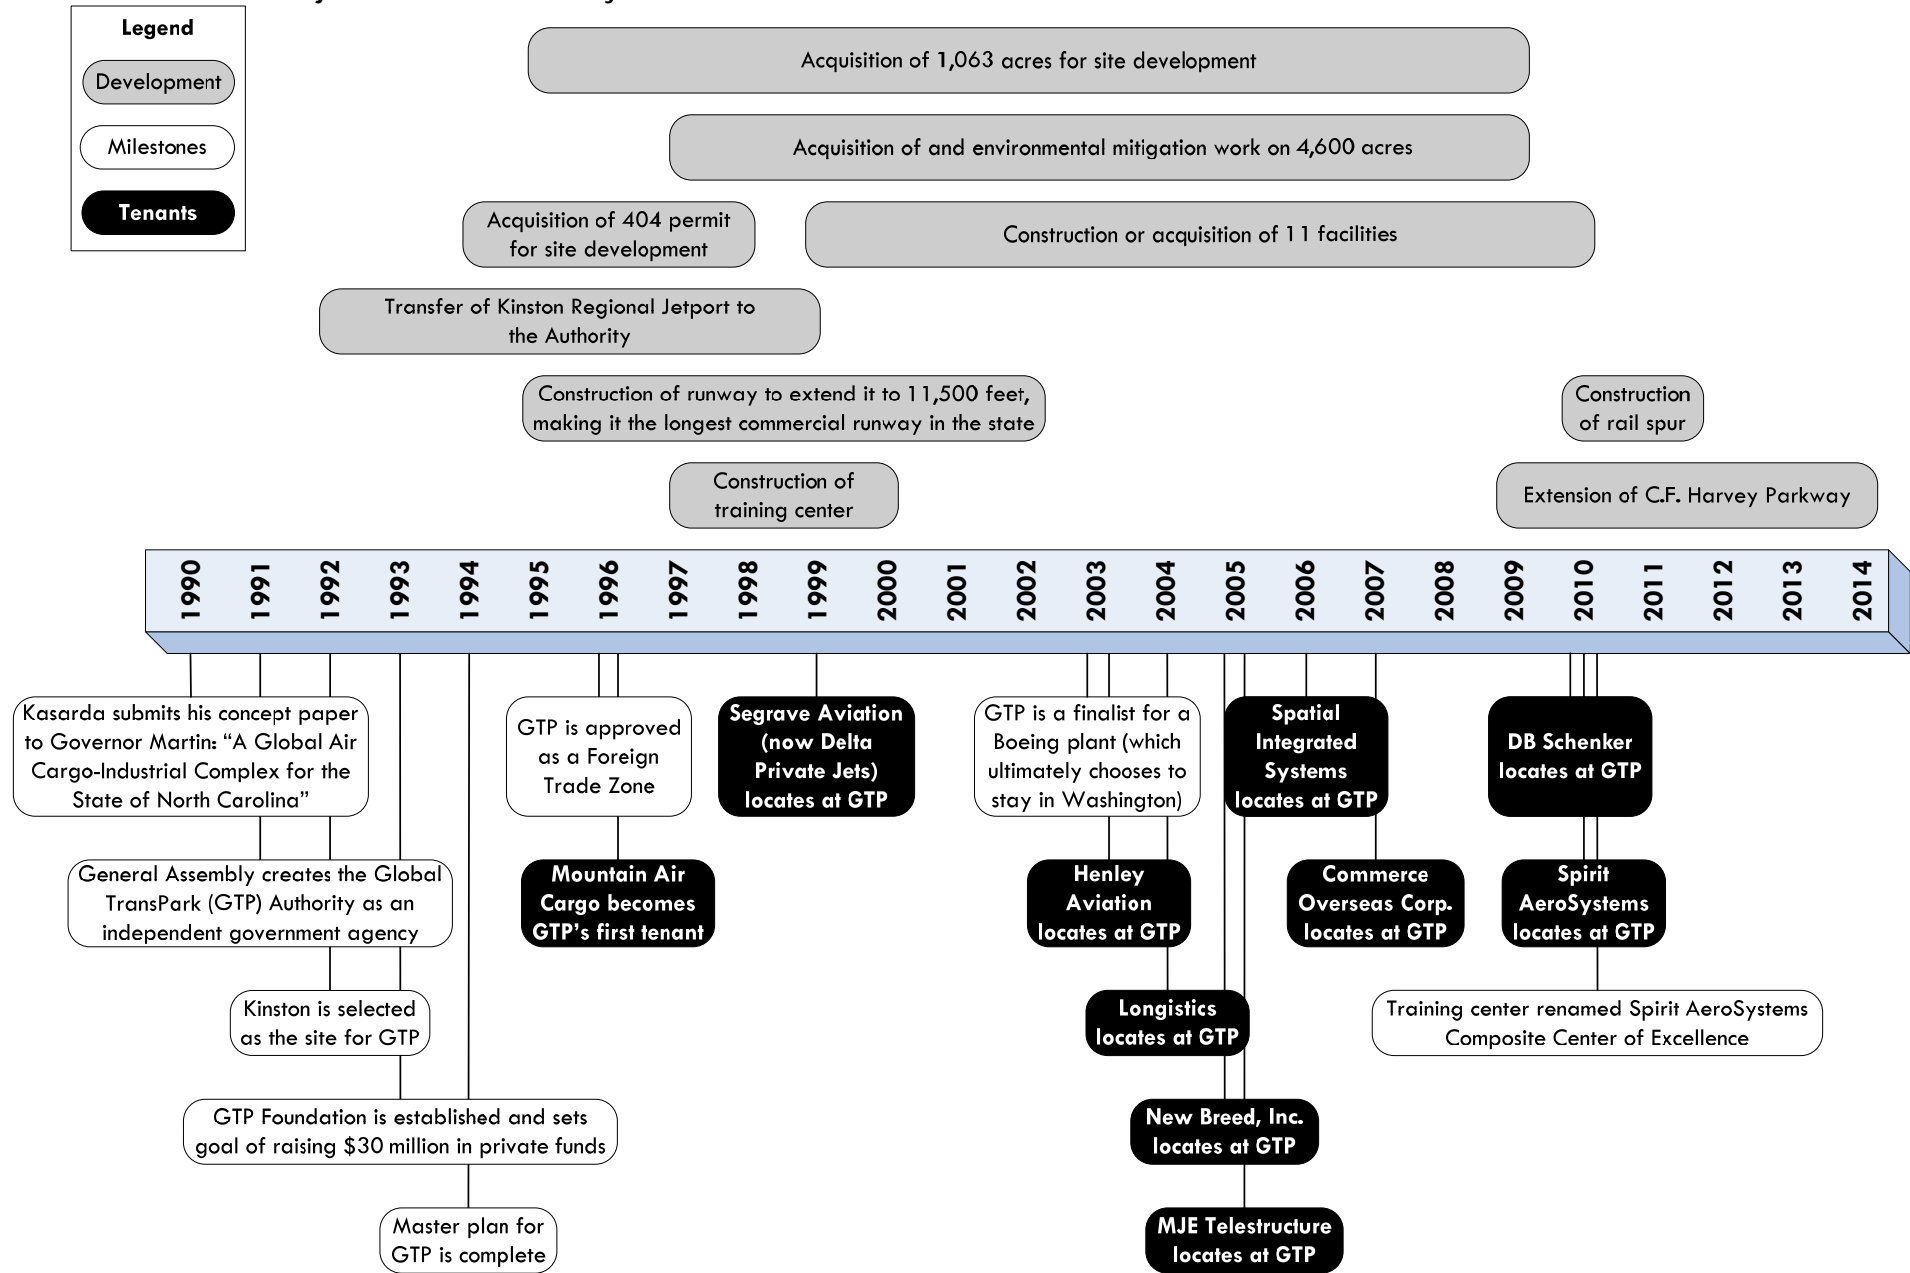 Legend
Development
Milestones
Tenants
Acquisition of 1,063 acres for site development
Acquisition of and environmental mitigation work on 4,600 acres
Acquisition of 404 permit
for site development
Construction or acquisition of 11 facilities
Transfer of Kinston Regional Jetport to
the Authority
Construction of runway to extend it to 11,500 feet,
making it the longest commercial runway in the state
Construction
of rail spur
Construction of
training center
Extension of C.F. Harvey Parkway
1990
1991
1992
1993
1994
1995
1996
1997
1998
1999
2000
2001
2002
2003
2004
2005
2006
2007
2008
2009
2010
2011
2012
2013
2014
Kasarda submits his concept paper
to Governor Martin: “A Global Air
Cargo-Industrial Complex for the
State of North Carolina”
GTP is approved
as a Foreign
Trade Zone
Segrave Aviation
(now Delta
Private Jets)
locates at GTP
GTP is a finalist for a
Boeing plant (which
ultimately chooses to
stay in Washington)
Spatial
Integrated
Systems
locates at GTP
DB Schenker
locates at GTP
General Assembly creates the Global
TransPark (GTP) Authority as an
independent government agency
Mountain Air
Cargo becomes
GTP’s first tenant
Henley
Aviation
locates at GTP
Commerce
Overseas Corp.
locates at GTP
Spirit
AeroSystems
locates at GTP
Kinston is selected
as the site for GTP
Longistics
locates at GTP
Training center renamed Spirit AeroSystems
Composite Center of Excellence
GTP Foundation is established and sets
goal of raising $30 million in private funds
New Breed, Inc.
locates at GTP
Master plan for
GTP is complete
MJE Telestructure
locates at GTP